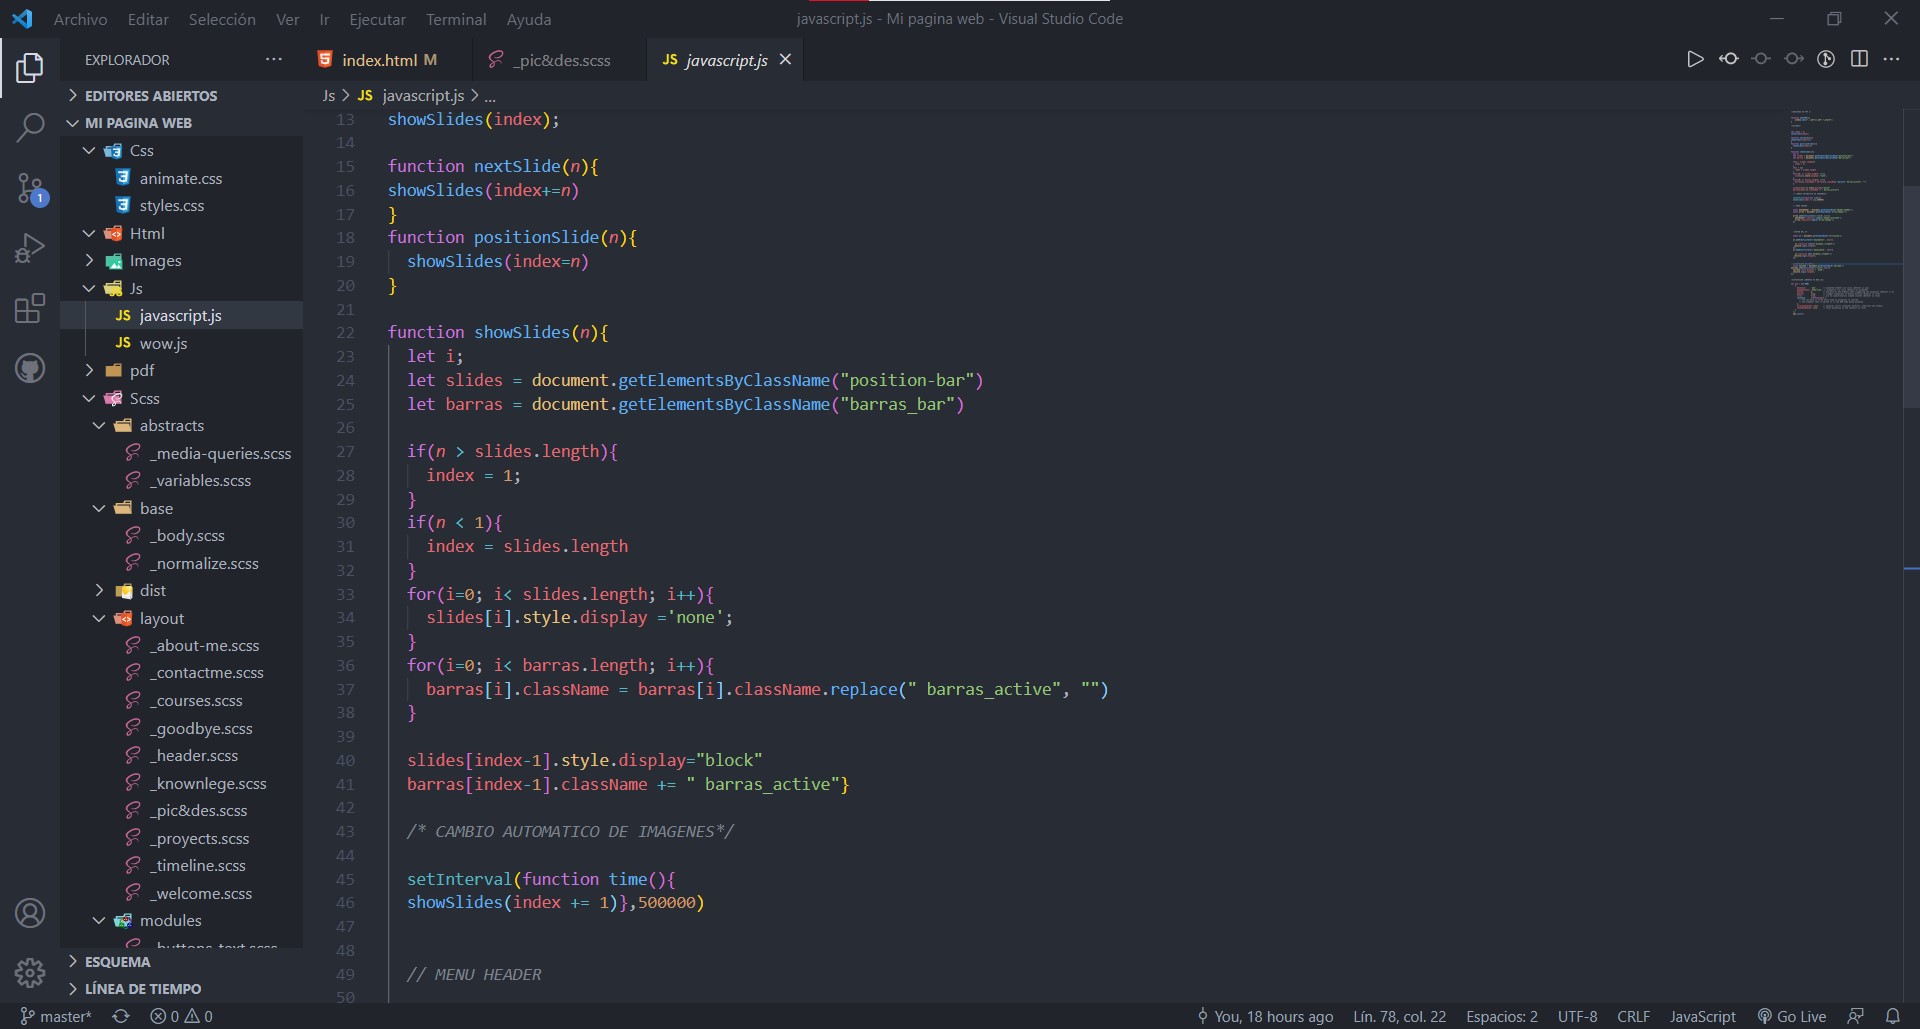 Archivo Editar Selección Ver Ir Ejecutar Terminal Ayuda
javascript.js - Mi pagina web - Visual Studio Code
EXPLORADOR ...
index.html M
_pic&des.scss
JS javascript.js
EDITORES ABIERTOS
MI PAGINA WEB
Css
animate.css
styles.css
Html
Images
Js
JS javascript.js
JS wow.js
pdf
Scss
abstracts
_media-queries.scss
_variables.scss
base
_body.scss
_normalize.scss
dist
layout
_about-me.scss
_contactme.scss
_courses.scss
_goodbye.scss
_header.scss
_knownlege.scss
_pic&des.scss
_proyects.scss
_timeline.scss
_welcome.scss
modules
_buttons-text.scss
ESQUEMA
LÍNEA DE TIEMPO
1
Js > JS javascript.js > ...
13 showSlides(index);
14
15 function nextSlide(n){
16 showSlides(index+=n)
17 }
18 function positionSlide(n){
19 showSlides(index=n)
20 }
21
22 function showSlides(n){
23 let i;
24 let slides = document.getElementsByClassName("position-bar")
25 let barras = document.getElementsByClassName("barras_bar")
26
27 if(n > slides.length){
28 index = 1;
29 }
30 if(n < 1){
31 index = slides.length
32 }
33 for(i=0; i< slides.length; i++){
34 slides[i].style.display ='none';
35 }
36 for(i=0; i< barras.length; i++){
37 barras[i].className = barras[i].className.replace(" barras_active", "")
38 }
39
40 slides[index-1].style.display="block"
41 barras[index-1].className += " barras_active"}
42
43 /* CAMBIO AUTOMATICO DE IMAGENES*/
44
45 setInterval(function time(){
46 showSlides(index += 1)},500000)
47
48
49 // MENU HEADER
50
master* 0 0
You, 18 hours ago Lín. 78, col. 22 Espacios: 2 UTF-8 CRLF JavaScript Go Live